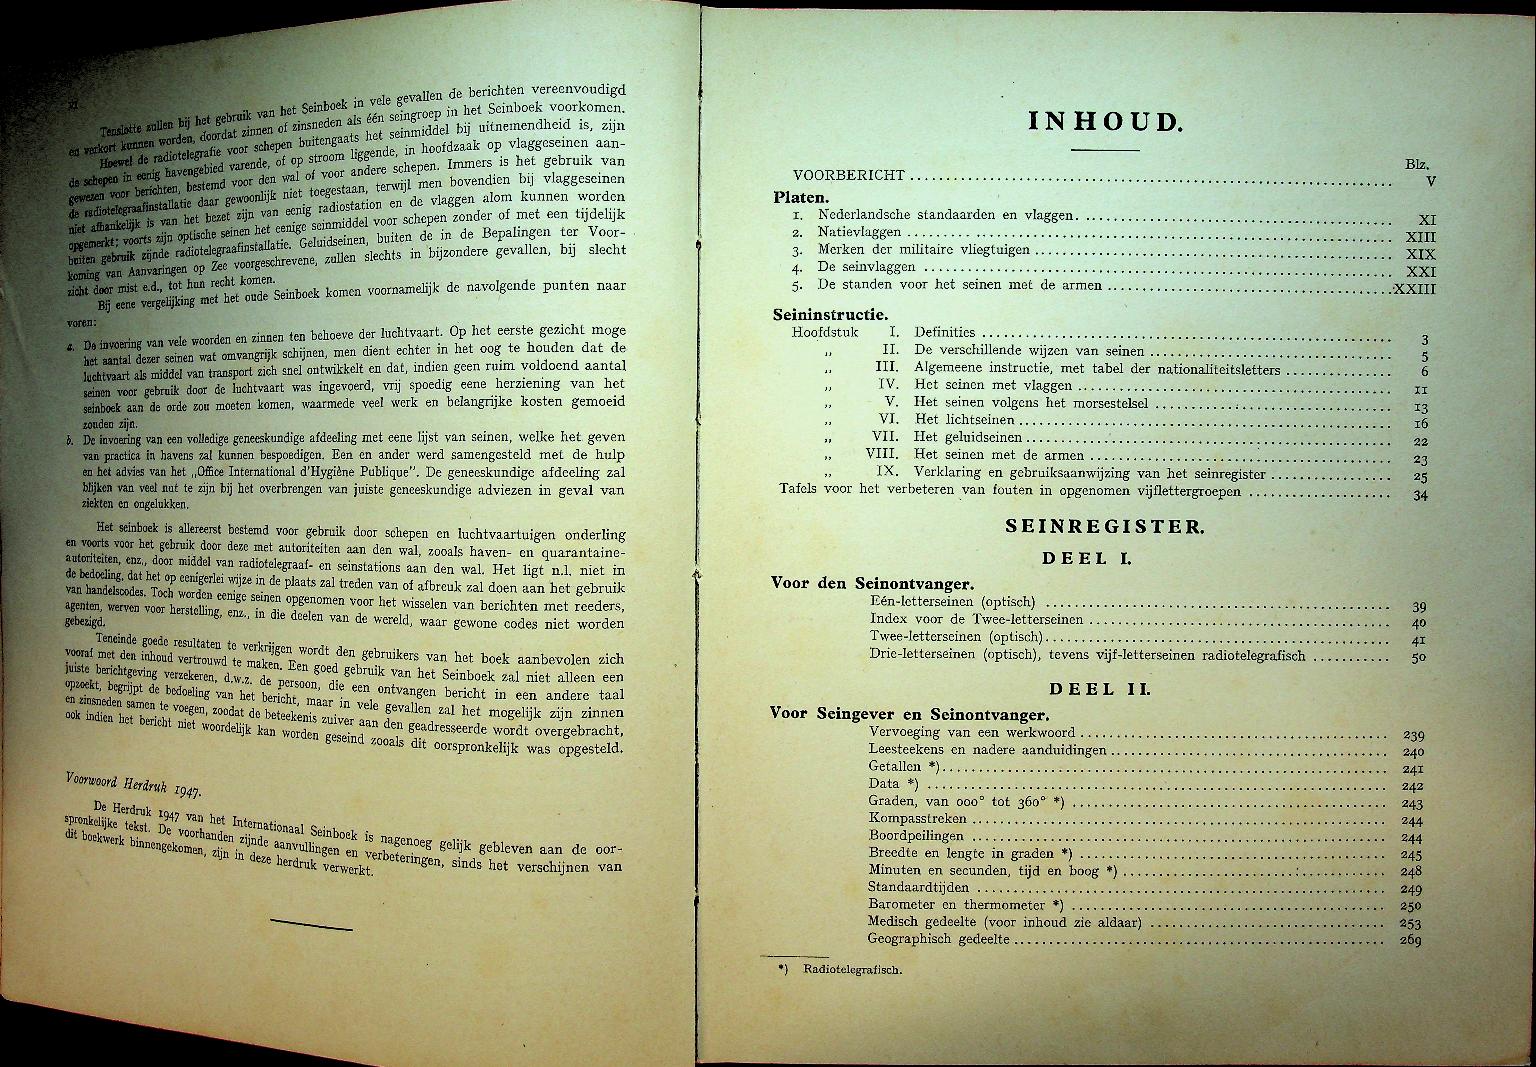 Tenslotte zullen bij het gebruik van het Seinboek in vele gevallen de berichten vereenvoudigd
en verkort kunnen worden, doordat zinnen of zinsneden als één seingroep in het Seinboek voorkomen.
Hoewel de radiotelegrafie voor schepen buitengaats het seinmiddel bij uitnemendheid is, zijn
de schepen in eenig havengebied varende, of op stroom liggende, in hoofdzaak op vlaggeseinen aan-
gewezen voor berichten, bestemd voor den wal of voor andere schepen. Immers is het gebruik van
de radiotelegraafinstallatie daar gewoonlijk niet toegestaan, terwijl men bovendien bij vlaggeseinen
niet afhankelijk is van het bezet zijn van eenig radiostation en de vlaggen alom kunnen worden
opgemerkt; voorts zijn optische seinen het eenige seinmiddel voor schepen zonder of met een tijdelijk
buiten gebruik zijnde radiotelegraafinstallatie. Geluidseinen, buiten de in de Bepalingen ter Voor-
koming van Aanvaringen op Zee voorgeschrevene, zullen slechts in bijzondere gevallen, bij slecht
zicht door mist e.d., tot hun recht komen.
Bij eene vergelijking met het oude Seinboek komen voornamelijk de navolgende punten naar
voren:
a. De invoering van vele woorden en zinnen ten behoeve der luchtvaart. Op het eerste gezicht moge
het aantal dezer seinen wat omvangrijk schijnen, men dient echter in het oog te houden dat de
luchtvaart als middel van transport zich snel ontwikkelt en dat, indien geen ruim voldoend aantal
seinen voor gebruik door de luchtvaart was ingevoerd, vrij spoedig eene herziening van het
seinboek aan de orde zou moeten komen, waarmede veel werk en belangrijke kosten gemoeid
zouden zijn.
b. De invoering van een volledige geneeskundige afdeeling met eene lijst van seinen, welke het geven
van practica in havens zal kunnen bespoedigen. Een en ander werd samengesteld met de hulp
en het advies van het „Office International d'Hygiène Publique”. De geneeskundige afdeeling zal
blijken van veel nut te zijn bij het overbrengen van juiste geneeskundige adviezen in geval van
ziekten en ongelukken.
Het seinboek is allereerst bestemd voor gebruik door schepen en luchtvaartuigen onderling
en voorts voor het gebruik door deze met autoriteiten aan den wal, zooals haven- en quarantaine-
autoriteiten, enz., door middel van radiotelegraaf- en seinstations aan den wal. Het ligt n.l. niet in
de bedoeling, dat het op eenigerlei wijze in de plaats zal treden van of afbreuk zal doen aan het gebruik
van handelscodes. Toch worden eenige seinen opgenomen voor het wisselen van berichten met reeders,
agenten, werven voor herstelling, enz., in die deelen van de wereld, waar gewone codes niet worden
gebezigd.
Teneinde goede resultaten te verkrijgen wordt den gebruikers van het boek aanbevolen zich
vooraf met den inhoud vertrouwd te maken. Een goed gebruik van het Seinboek zal niet alleen een
juiste berichtgeving verzekeren, d.w.z. de persoon, die een ontvangen bericht in een andere taal
opzoekt, begrijpt de bedoeling van het bericht, maar in vele gevallen zal het mogelijk zijn zinnen
en zinsneden samen te voegen, zoodat de beteekenis zuiver aan den geadresseerde wordt overgebracht,
ook indien het bericht niet woordelijk kan worden geseind zooals dit oorspronkelijk was opgesteld.
Voorwoord Herdruk 1947.
De Herdruk 1947 van het Internationaal Seinboek is nagenoeg gelijk gebleven aan de oor-
spronkelijke tekst. De voorhanden zijnde aanvullingen en verbeteringen, sinds het verschijnen van
dit boekwerk binnengekomen, zijn in deze herdruk verwerkt.
INHOUD.
Blz.
VOORBERICHT .......... V
Platen.
1. Nederlandsche standaarden en vlaggen. .......... XI
2. Natievlaggen .......... XIII
3. Merken der militaire vliegtuigen .......... XIX
4. De seinvlaggen .......... XXI
5. De standen voor het seinen met de armen .......... XXIII
Seininstructie.
Hoofdstuk I. Definities .......... 3
„ II. De verschillende wijzen van seinen .......... 5
„ III. Algemeene instructie, met tabel der nationaliteitsletters .......... 6
„ IV. Het seinen met vlaggen .......... 11
„ V. Het seinen volgens het morsestelsel .......... 13
„ VI. Het lichtseinen .......... 16
„ VII. Het geluidseinen .......... 22
„ VIII. Het seinen met de armen .......... 23
„ IX. Verklaring en gebruiksaanwijzing van het seinregister .......... 25
Tafels voor het verbeteren van fouten in opgenomen vijflettergroepen .......... 34
SEINREGISTER.
DEEL I.
Voor den Seinontvanger.
Eén-letterseinen (optisch) .......... 39
Index voor de Twee-letterseinen .......... 40
Twee-letterseinen (optisch) .......... 41
Drie-letterseinen (optisch), tevens vijf-letterseinen radiotelegrafisch .......... 50
DEEL II.
Voor Seingever en Seinontvanger.
Vervoeging van een werkwoord .......... 239
Leesteekens en nadere aanduidingen .......... 240
Getallen *) .......... 241
Data *) .......... 242
Graden, van 000° tot 360° *) .......... 243
Kompasstreken .......... 244
Boordpeilingen .......... 244
Breedte en lengte in graden *) .......... 245
Minuten en secunden, tijd en boog *) .......... 248
Standaardtijden .......... 249
Barometer en thermometer *) .......... 250
Medisch gedeelte (voor inhoud zie aldaar) .......... 253
Geographisch gedeelte .......... 269
*) Radiotelegrafisch.